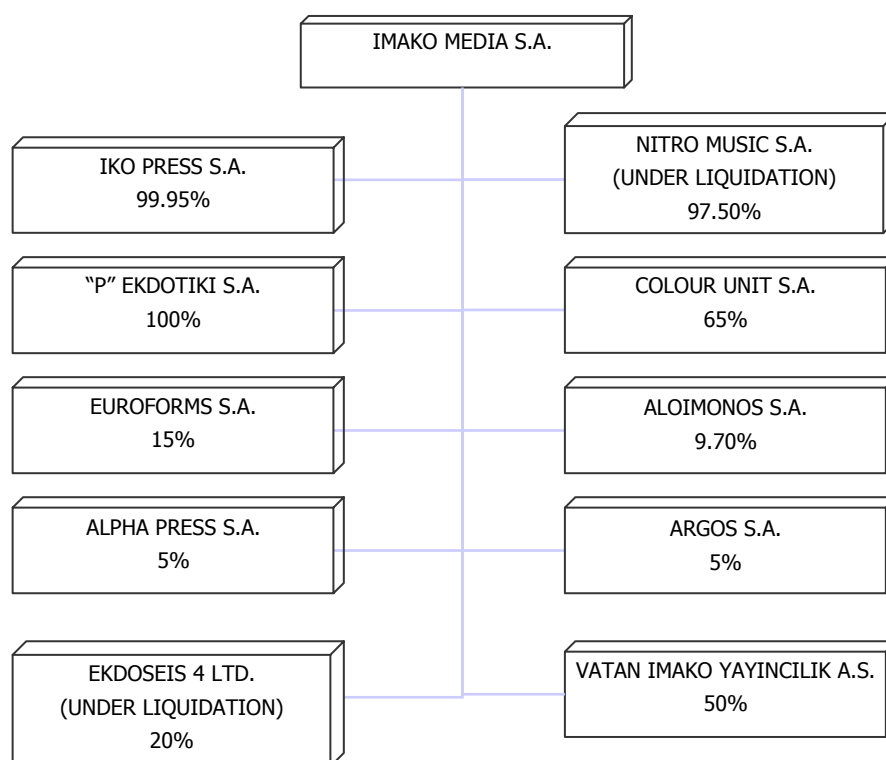 IMAKO MEDIA S.A.
IKO PRESS S.A.
99.95%
NITRO MUSIC S.A.
(UNDER LIQUIDATION)
97.50%
“P” EKDOTIKI S.A.
100%
COLOUR UNIT S.A.
65%
EUROFORMS S.A.
15%
ALOIMONOS S.A.
9.70%
ALPHA PRESS S.A.
5%
ARGOS S.A.
5%
EKDOSEIS 4 LTD.
(UNDER LIQUIDATION)
20%
VATAN IMAKO YAYINCILIK A.S.
50%